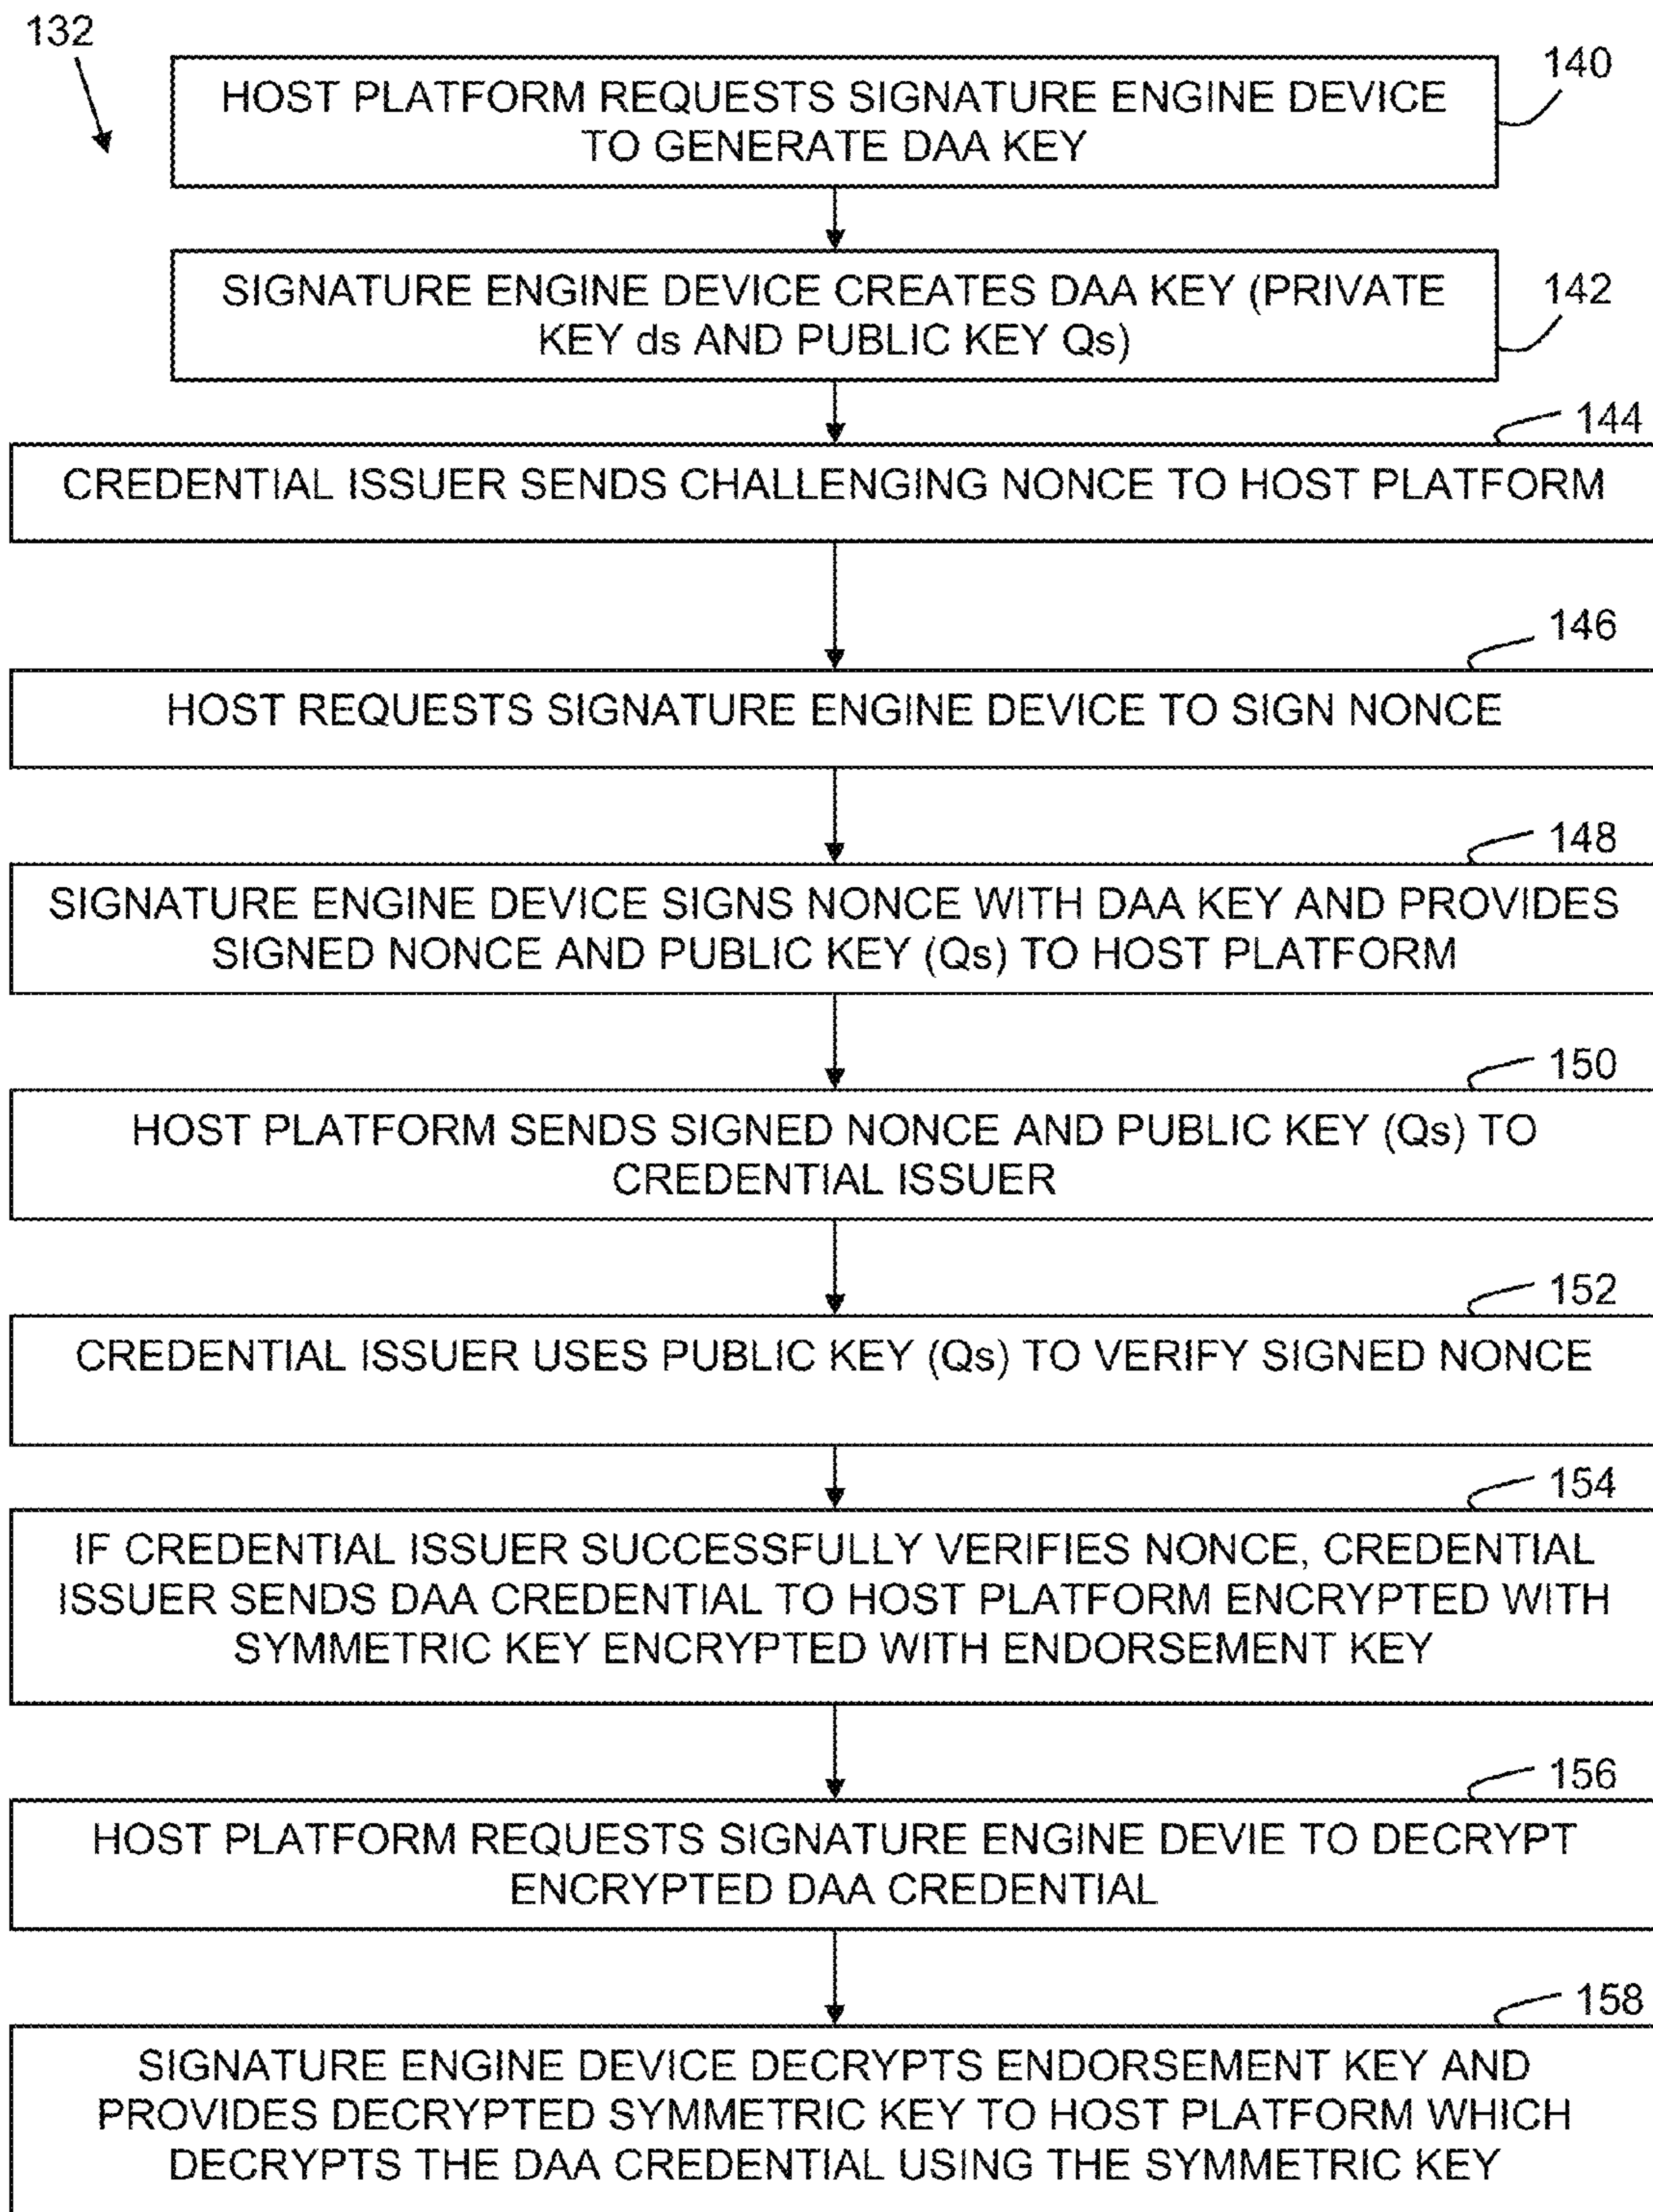 132
140
HOST PLATFORM REQUESTS SIGNATURE ENGINE DEVICE
TO GENERATE DAA KEY
142
SIGNATURE ENGINE DEVICE CREATES DAA KEY (PRIVATE
KEY ds AND PUBLIC KEY Qs)
144
CREDENTIAL ISSUER SENDS CHALLENGING NONCE TO HOST PLATFORM
146
HOST REQUESTS SIGNATURE ENGINE DEVICE TO SIGN NONCE
148
SIGNATURE ENGINE DEVICE SIGNS NONCE WITH DAA KEY AND PROVIDES
SIGNED NONCE AND PUBLIC KEY (Qs) TO HOST PLATFORM
150
HOST PLATFORM SENDS SIGNED NONCE AND PUBLIC KEY (Qs) TO
CREDENTIAL ISSUER
152
CREDENTIAL ISSUER USES PUBLIC KEY (Qs) TO VERIFY SIGNED NONCE
154
IF CREDENTIAL ISSUER SUCCESSFULLY VERIFIES NONCE, CREDENTIAL
ISSUER SENDS DAA CREDENTIAL TO HOST PLATFORM ENCRYPTED WITH
SYMMETRIC KEY ENCRYPTED WITH ENDORSEMENT KEY
156
HOST PLATFORM REQUESTS SIGNATURE ENGINE DEVIE TO DECRYPT
ENCRYPTED DAA CREDENTIAL
158
SIGNATURE ENGINE DEVICE DECRYPTS ENDORSEMENT KEY AND
PROVIDES DECRYPTED SYMMETRIC KEY TO HOST PLATFORM WHICH
DECRYPTS THE DAA CREDENTIAL USING THE SYMMETRIC KEY